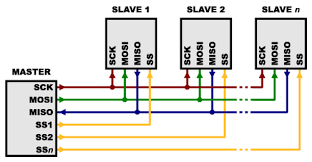 SLAVE 1 SLAVE 2 SLAVE n
SCK MOSI MISO SS SCK MOSI MISO SS SCK MOSI MISO SS
MASTER
SCK
MOSI
MISO
SS1
SS2
SSn